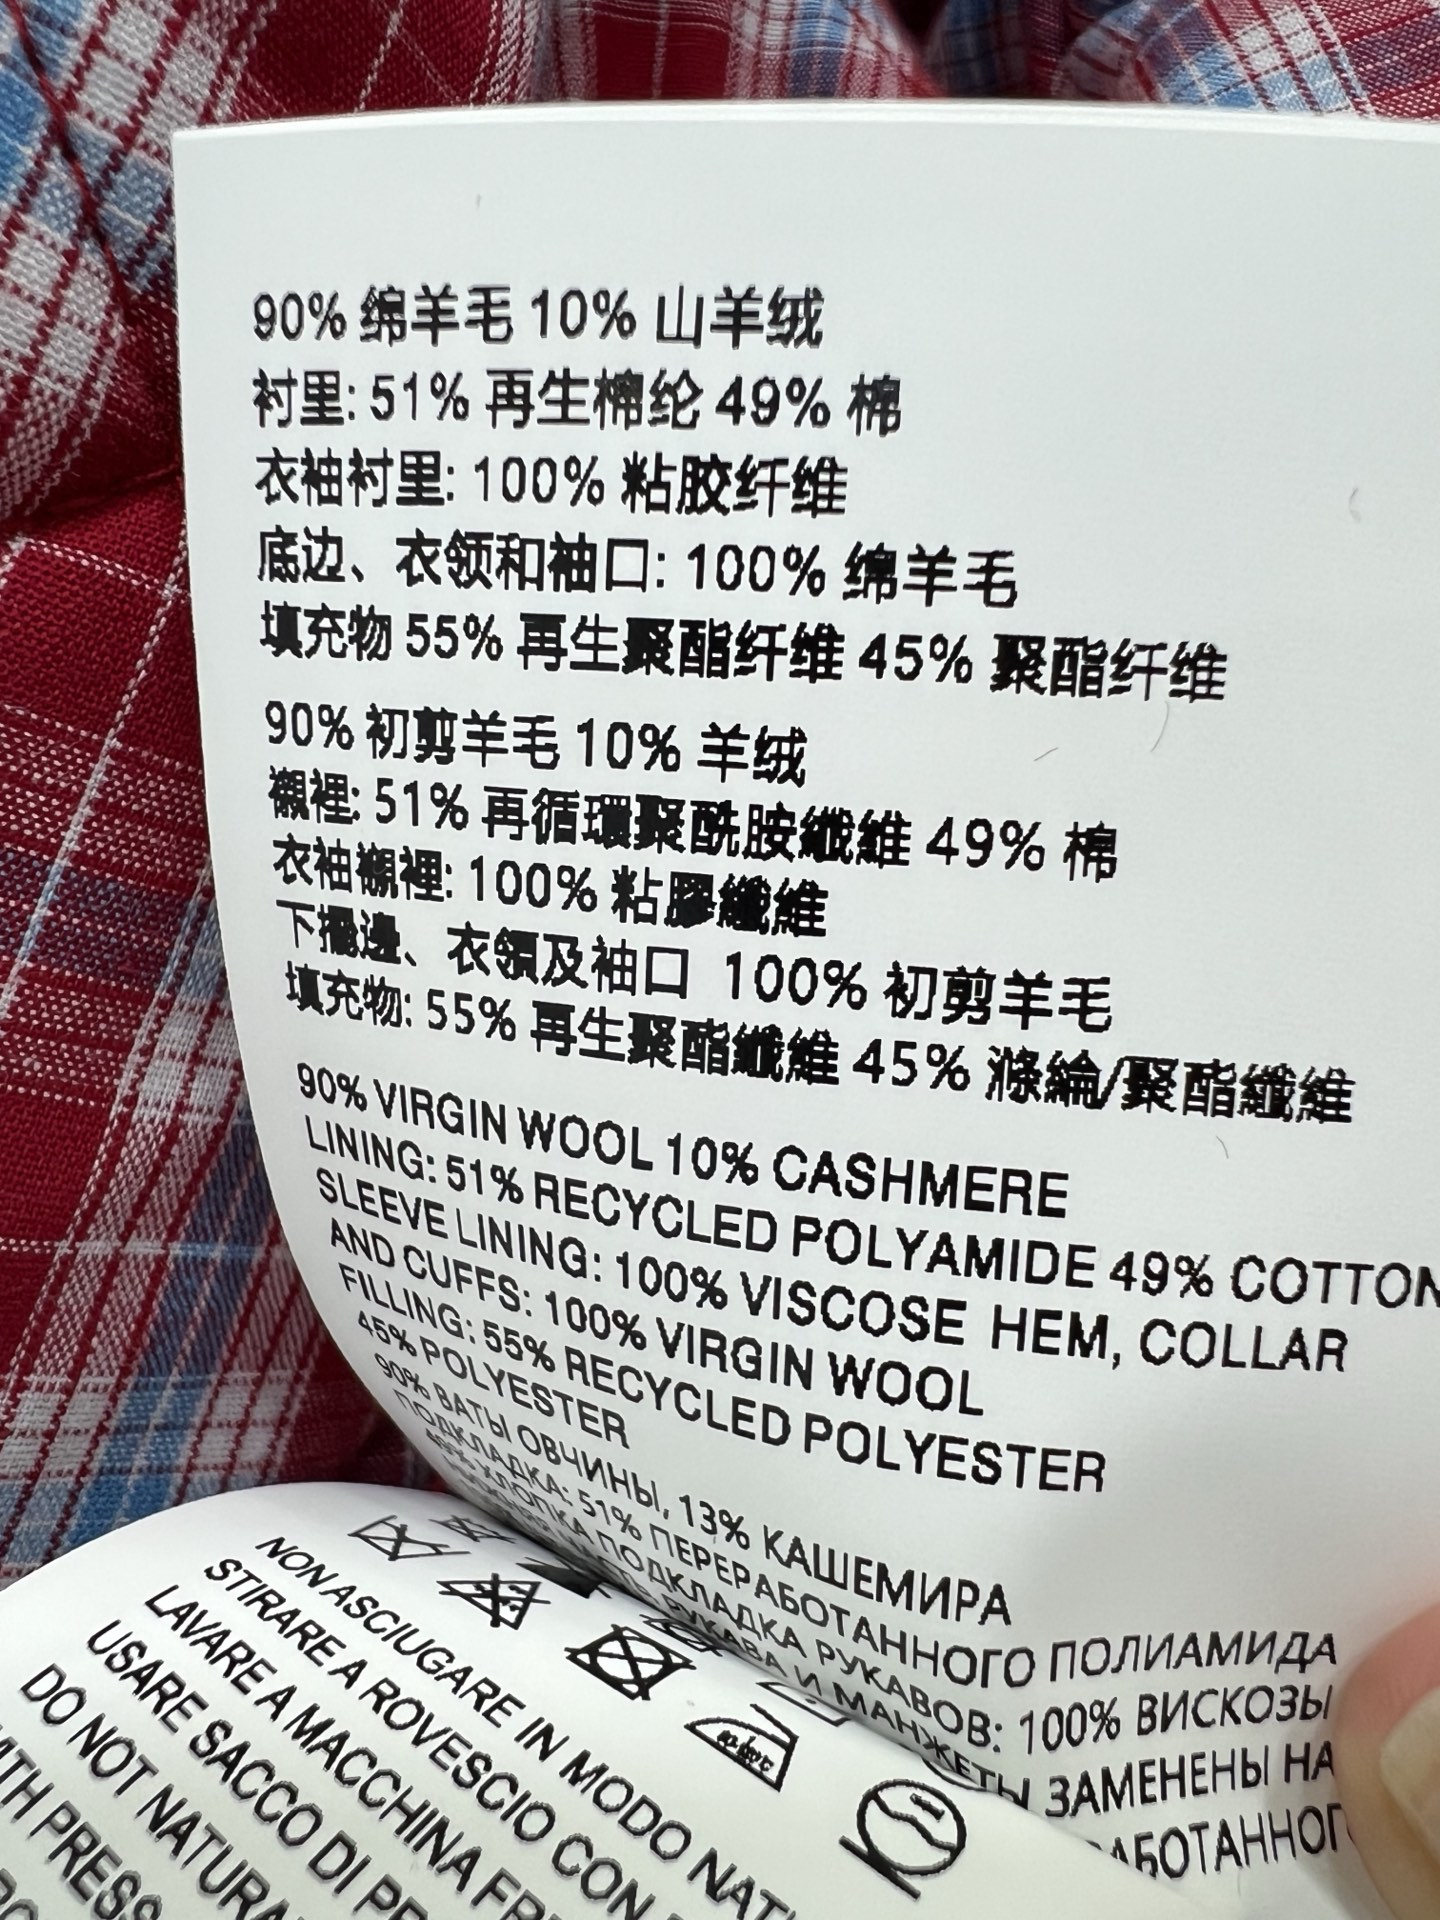 90% 绵羊毛 10% 山羊绒
衬里: 51% 再生棉纶 49% 棉
衣袖衬里: 100% 粘胶纤维
底边、衣领和袖口: 100% 绵羊毛
填充物 55% 再生聚酯纤维 45% 聚酯纤维
90% 初剪羊毛 10% 羊绒
襯裡: 51% 再循環聚酰胺纖維 49% 棉
衣袖襯裡: 100% 粘膠纖維
下擺邊、衣領及袖口 100% 初剪羊毛
填充物: 55% 再生聚酯纖維 45% 滌綸/聚酯纖維
90% VIRGIN WOOL 10% CASHMERE
LINING: 51% RECYCLED POLYAMIDE 49% COTTON
SLEEVE LINING: 100% VISCOSE HEM, COLLAR
AND CUFFS: 100% VIRGIN WOOL
FILLING: 55% RECYCLED POLYESTER
45% POLYESTER
90% ВАТЫ ОВЧИНЫ, 13% КАШЕМИРА
ПОДКЛАДКА: 51% ПЕРЕРАБОТАННОГО ПОЛИАМИДА
49% ХЛОПКА ПОДКЛАДКА РУКАВОВ: 100% ВИСКОЗЫ
РУКАВА И МАНЖЕТЫ ЗАМЕНЕНЫ НА
NON ASCIUGARE IN MODO NAT
STIRARE A ROVESCIO CON
LAVARE A MACCHINA
USARE SACCO DI
DO NOT